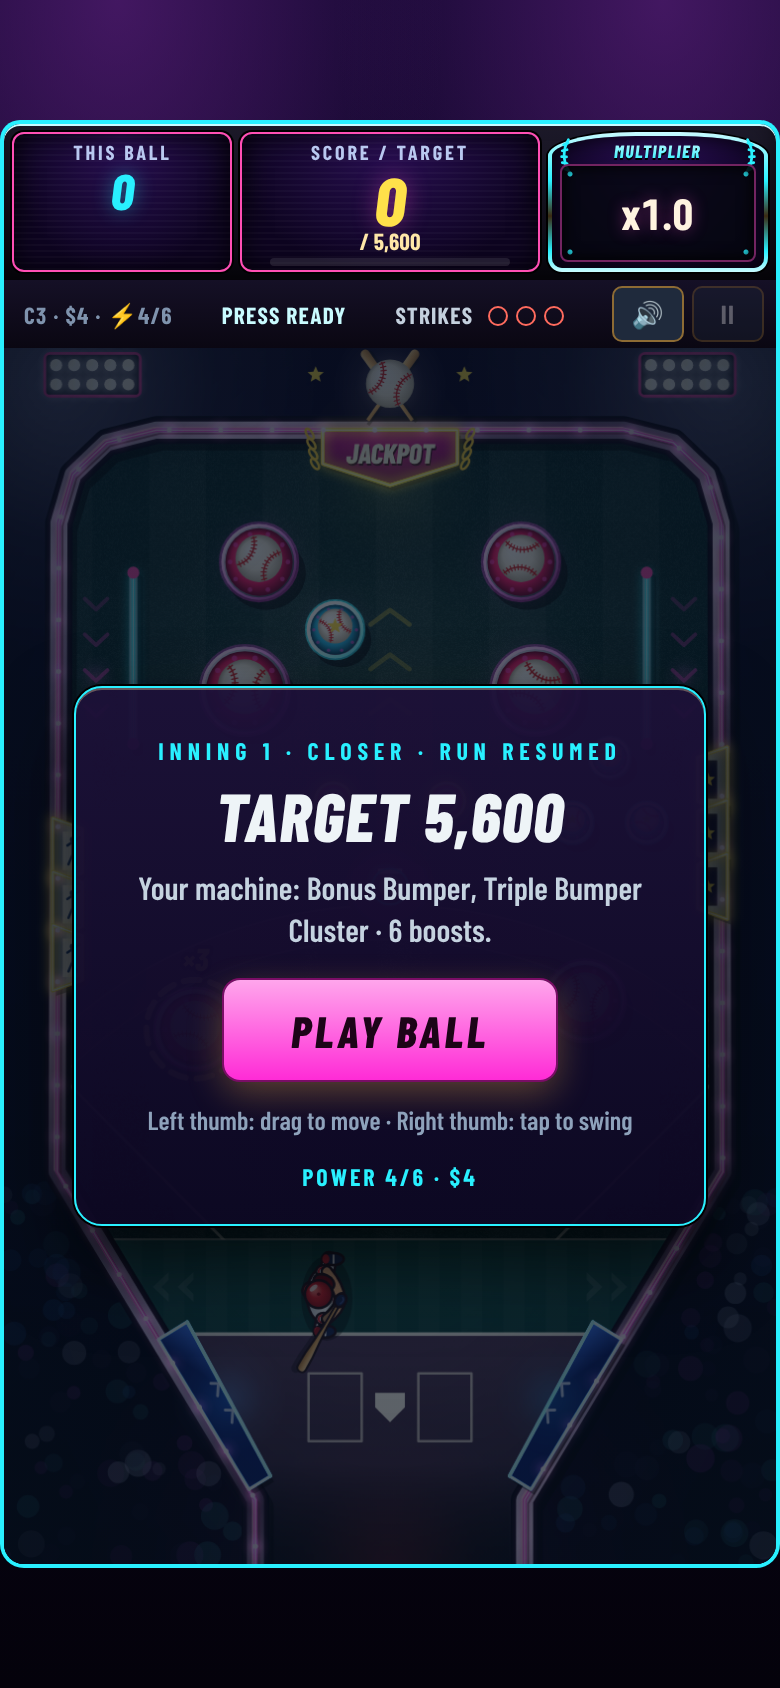 THIS BALL
0
SCORE / TARGET
0
/ 5,600
MULTIPLIER
x1.0
C3 · $4 · ⚡4/6
PRESS READY
STRIKES
JACKPOT
INNING 1 · CLOSER · RUN RESUMED
TARGET 5,600
Your machine: Bonus Bumper, Triple Bumper
Cluster · 6 boosts.
x3
PLAY BALL
Left thumb: drag to move · Right thumb: tap to swing
POWER 4/6 · $4